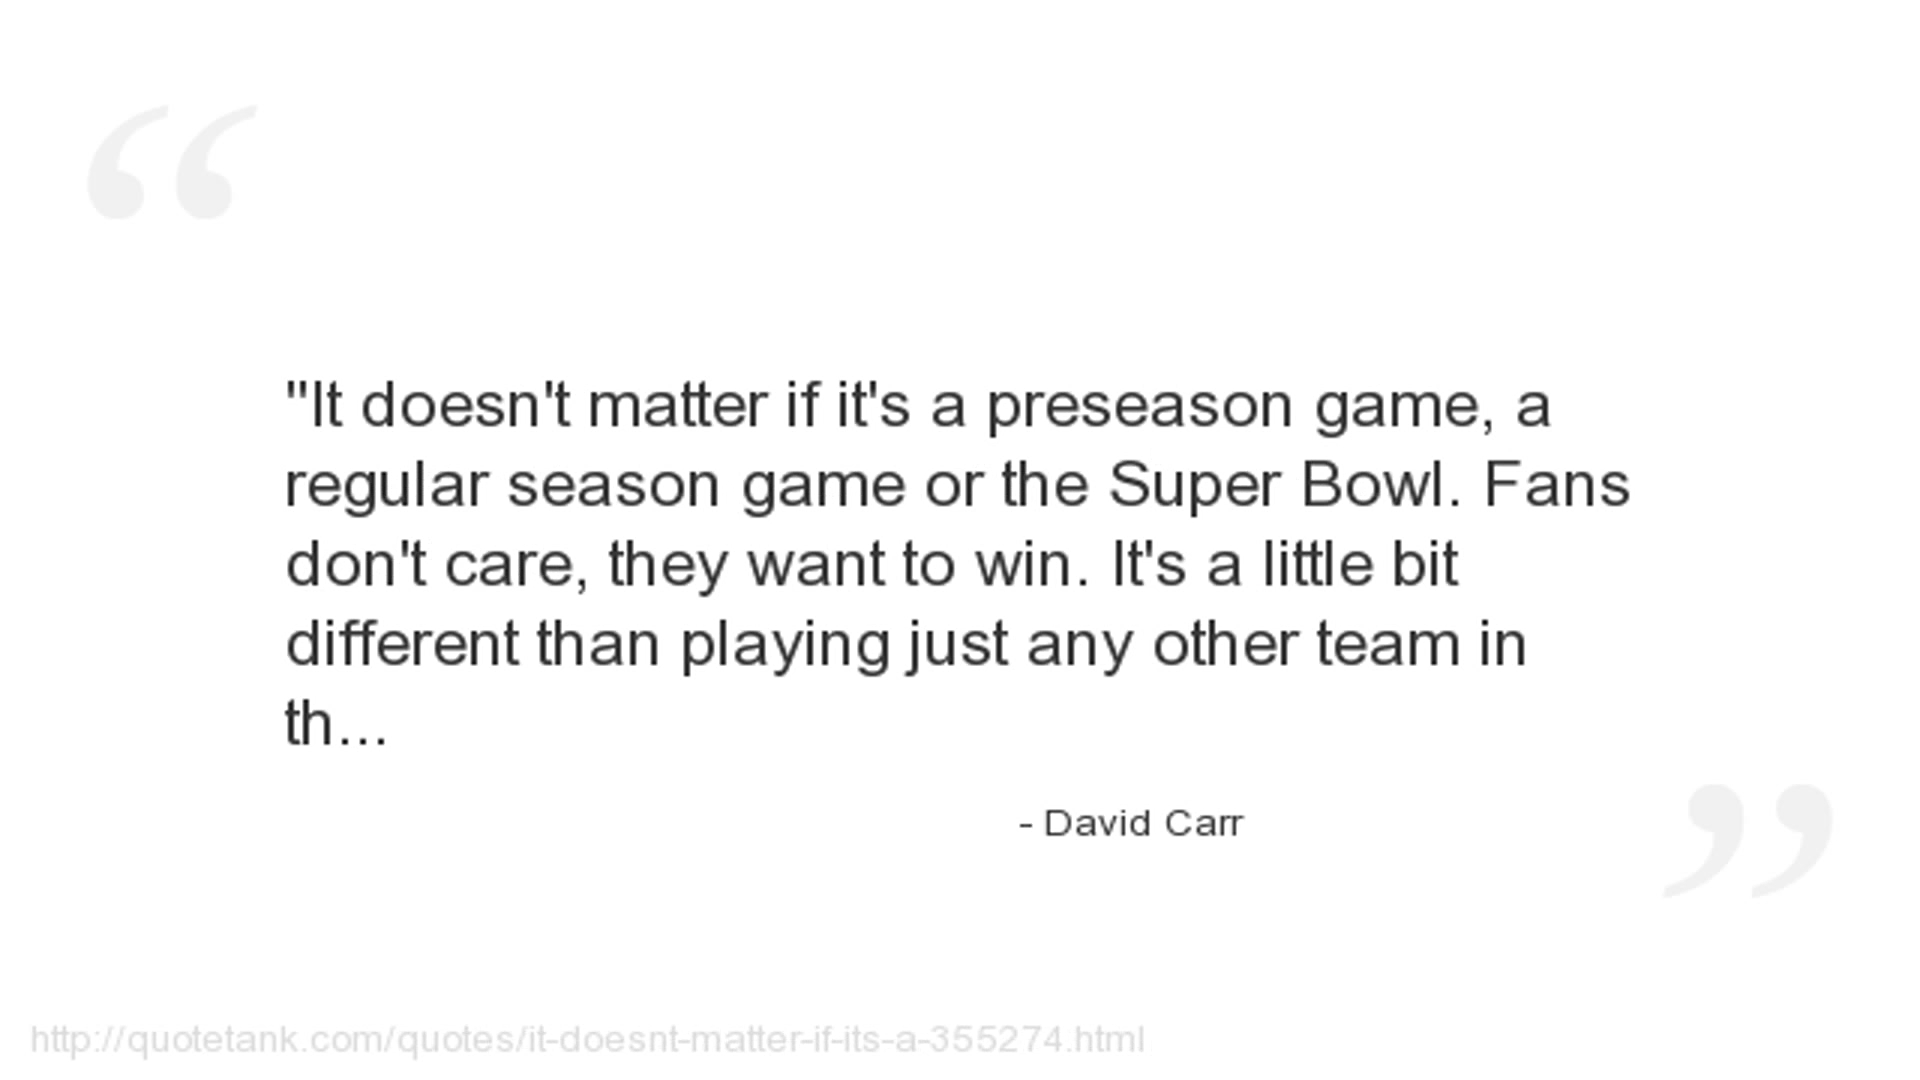 "It doesn't matter if it's a preseason game, a
regular season game or the Super Bowl. Fans
don't care, they want to win. It's a little bit
different than playing just any other team in
th...
- David Carr
http://quotetank.com/quotes/it-doesnt-matter-if-its-a-355274.html